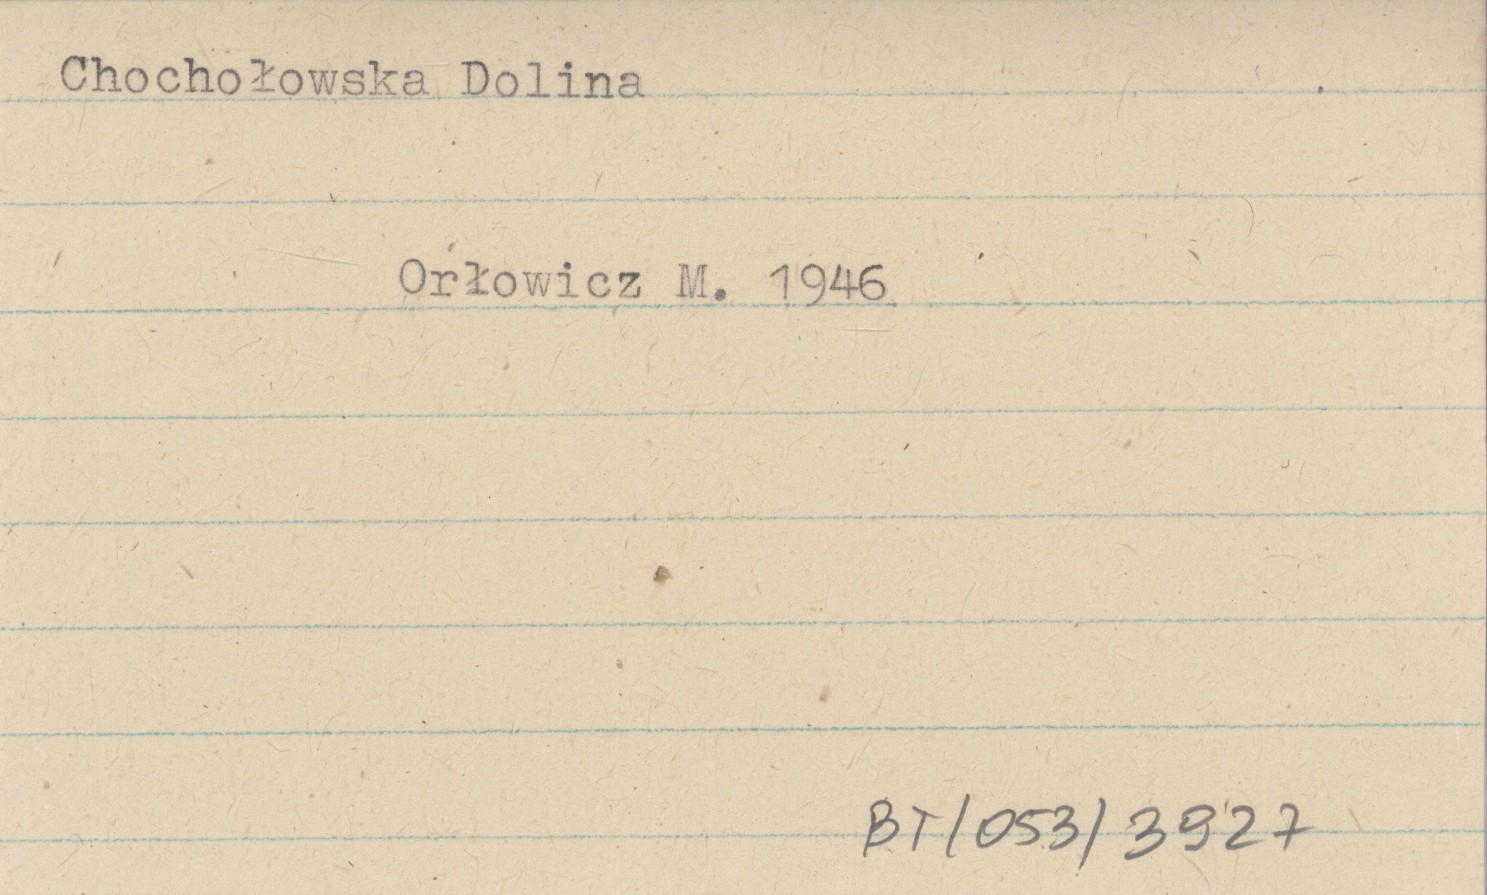 Chochołowska Dolina
Orłowicz M. 1946
BT/053/3927